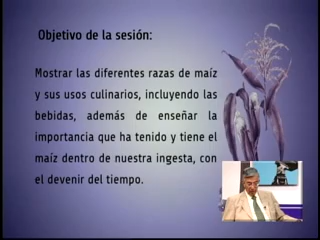 Objetivo de la sesión:
Mostrar las diferentes razas de maíz
y sus usos culinarios, incluyendo las
bebidas, además de enseñar la
importancia que ha tenido y tiene el
maíz dentro de nuestra ingesta, con
el devenir del tiempo.